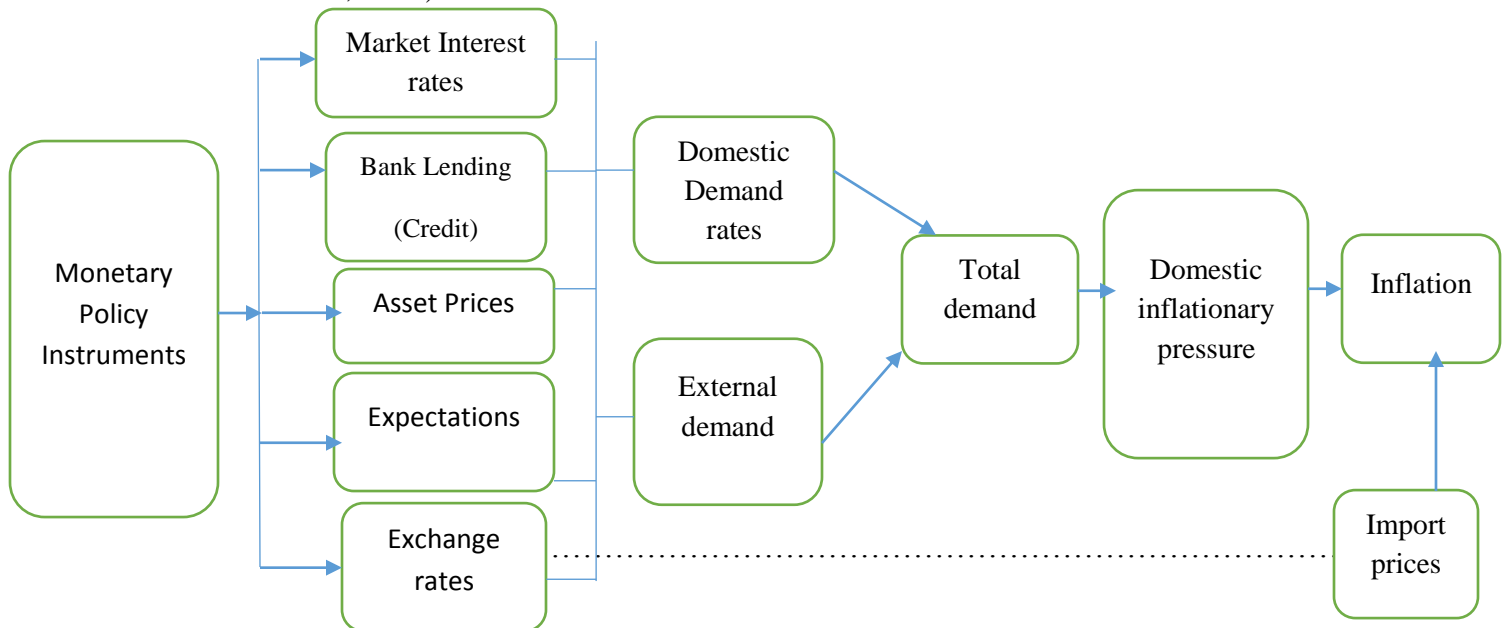 Market Interest
rates
Bank Lending
(Credit)
Domestic
Demand
rates
Monetary
Policy
Instruments
Asset Prices
Total
demand
Domestic
inflationary
pressure
Inflation
Expectations
External
demand
Exchange
rates
Import
prices